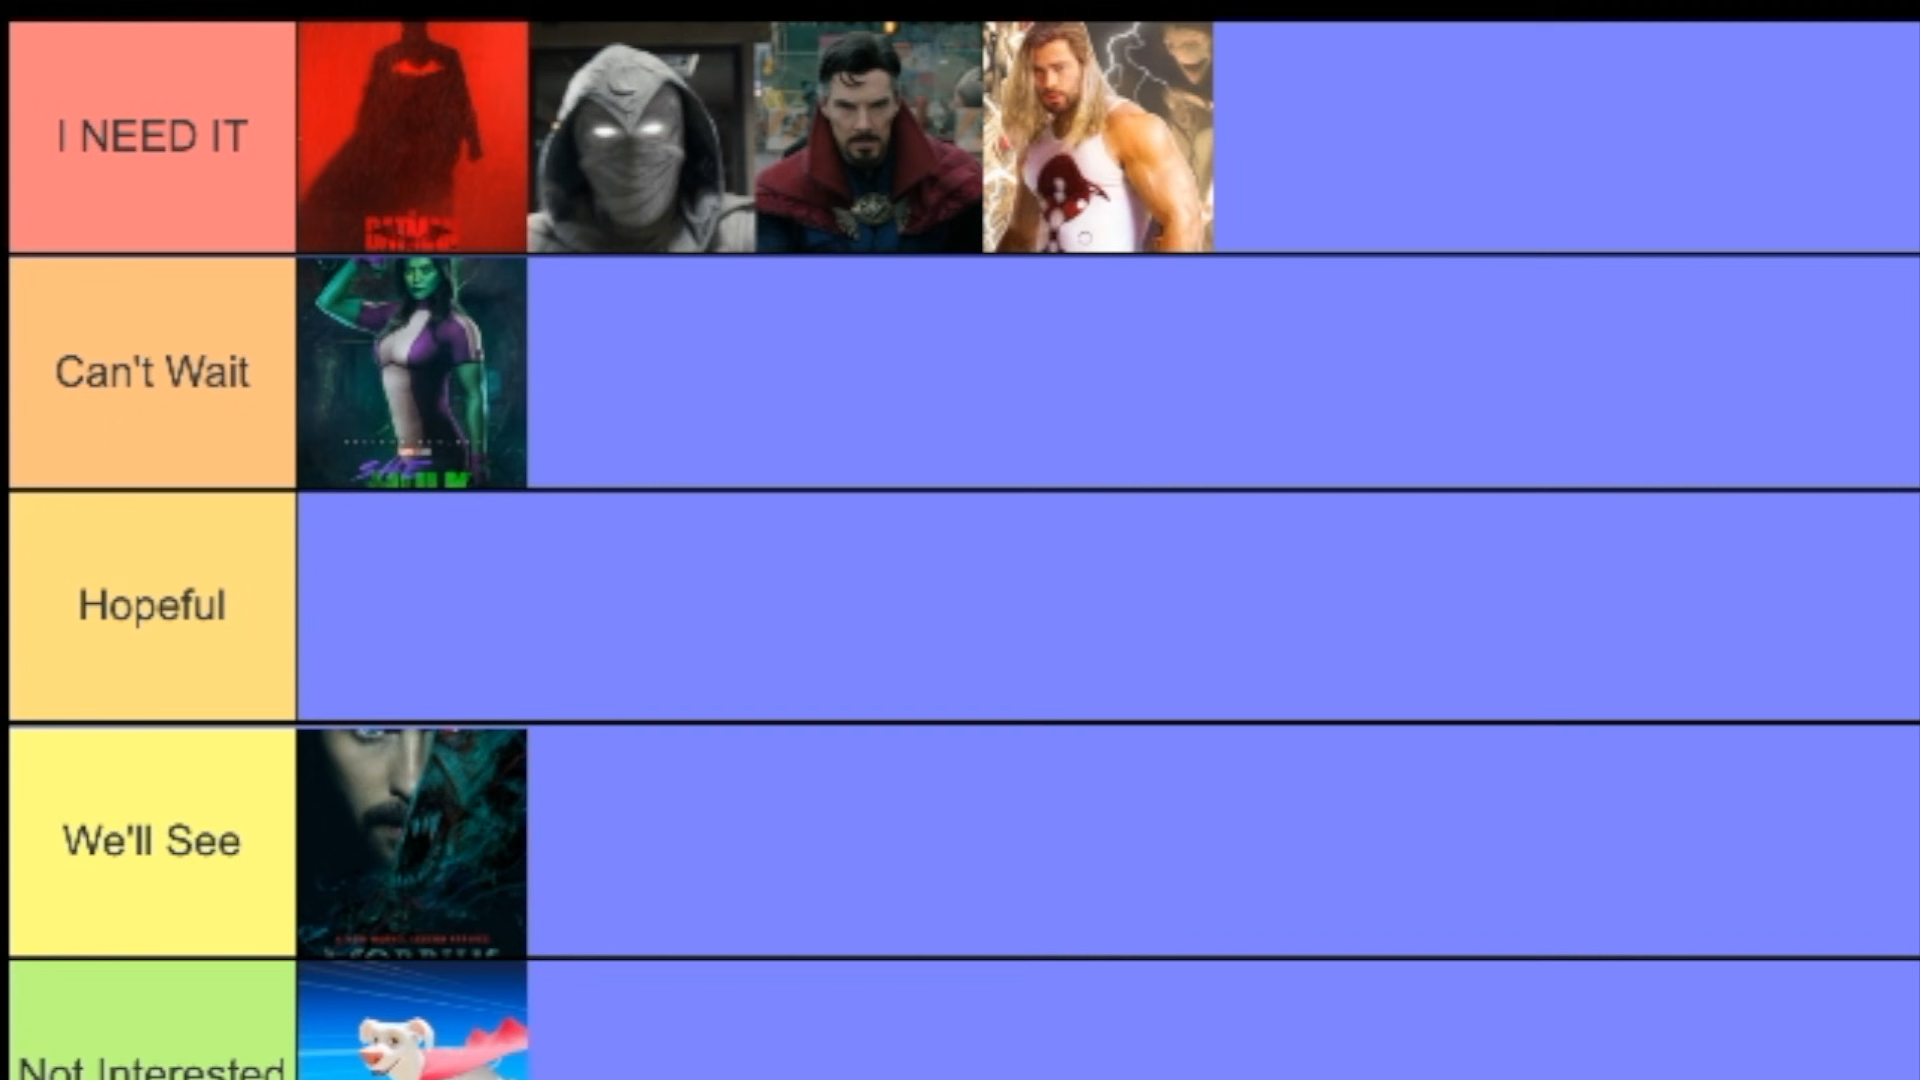 I NEED IT
Can't Wait
Hopeful
We'll See
Not Interested